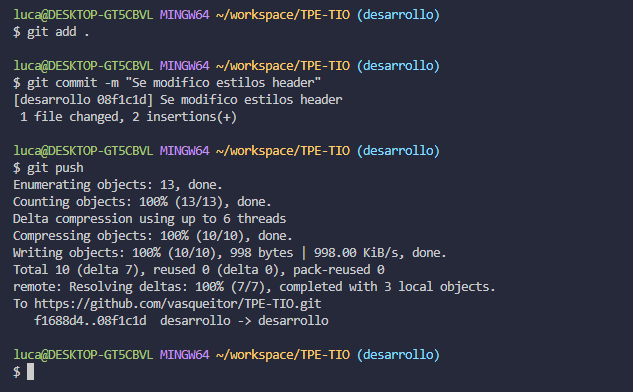 luca@DESKTOP-GT5CBVL MINGW64 ~/workspace/TPE-TIO (desarrollo)
$ git add .
luca@DESKTOP-GT5CBVL MINGW64 ~/workspace/TPE-TIO (desarrollo)
$ git commit -m "Se modifico estilos header"
[desarrollo 08f1c1d] Se modifico estilos header
 1 file changed, 2 insertions(+)
luca@DESKTOP-GT5CBVL MINGW64 ~/workspace/TPE-TIO (desarrollo)
$ git push
Enumerating objects: 13, done.
Counting objects: 100% (13/13), done.
Delta compression using up to 6 threads
Compressing objects: 100% (10/10), done.
Writing objects: 100% (10/10), 998 bytes | 998.00 KiB/s, done.
Total 10 (delta 7), reused 0 (delta 0), pack-reused 0
remote: Resolving deltas: 100% (7/7), completed with 3 local objects.
To https://github.com/vasqueitor/TPE-TIO.git
   f1688d4..08f1c1d  desarrollo -> desarrollo
luca@DESKTOP-GT5CBVL MINGW64 ~/workspace/TPE-TIO (desarrollo)
$